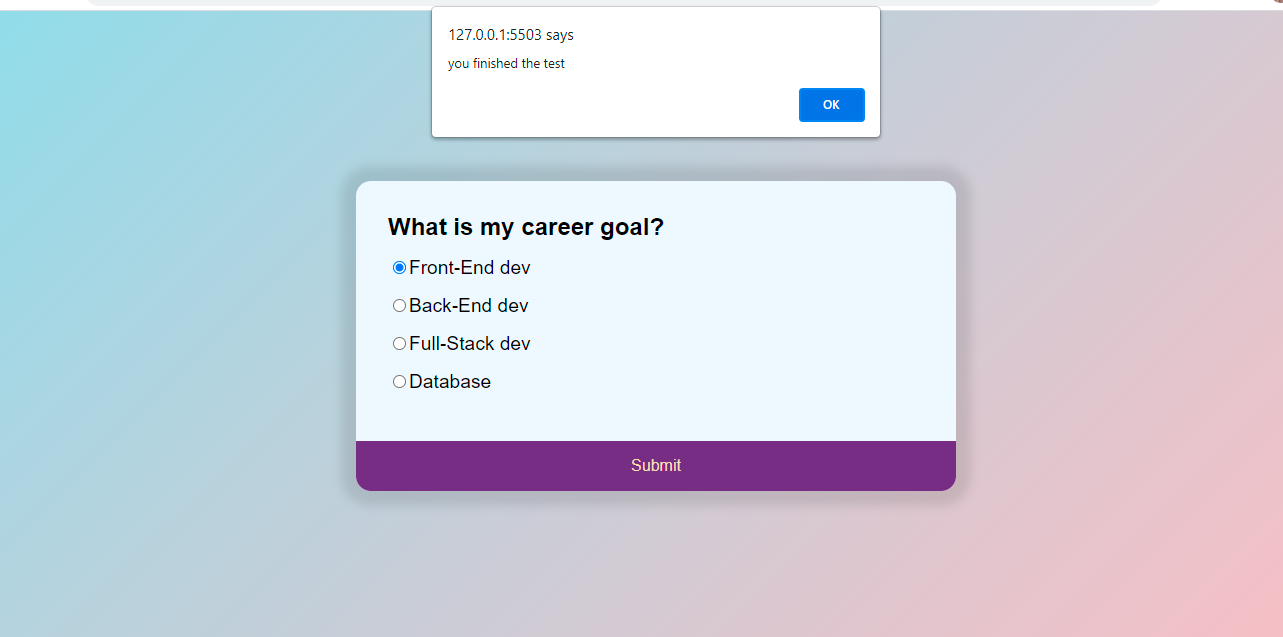 127.0.0.1:5503 says
you finished the test
OK
What is my career goal?
Front-End dev
Back-End dev
Full-Stack dev
Database
Submit